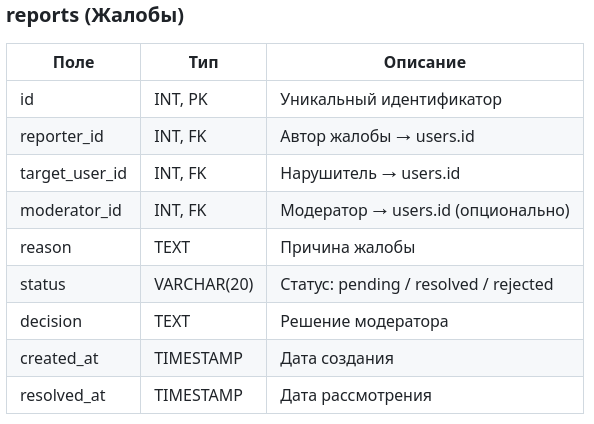 reports (Жалобы)
Поле Тип Описание
id INT, PK Уникальный идентификатор
reporter_id INT, FK Автор жалобы → users.id
target_user_id INT, FK Нарушитель → users.id
moderator_id INT, FK Модератор → users.id (опционально)
reason TEXT Причина жалобы
status VARCHAR(20) Статус: pending / resolved / rejected
decision TEXT Решение модератора
created_at TIMESTAMP Дата создания
resolved_at TIMESTAMP Дата рассмотрения